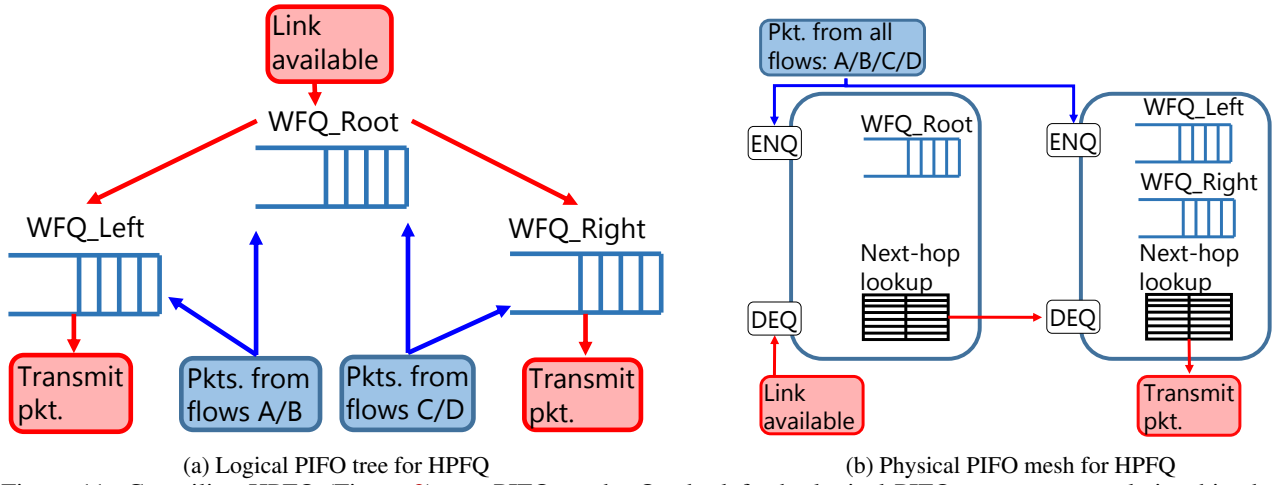 Link
available
WFQ_Root
WFQ_Left
WFQ_Right
Transmit
pkt.
Pkts. from
flows A/B
Pkts. from
flows C/D
Transmit
pkt.
(a) Logical PIFO tree for HPFQ
Pkt. from all
flows: A/B/C/D
ENQ
WFQ_Root
Next-hop
lookup
DEQ
Link
available
ENQ
WFQ_Left
WFQ_Right
Next-hop
lookup
DEQ
Transmit
pkt.
(b) Physical PIFO mesh for HPFQ